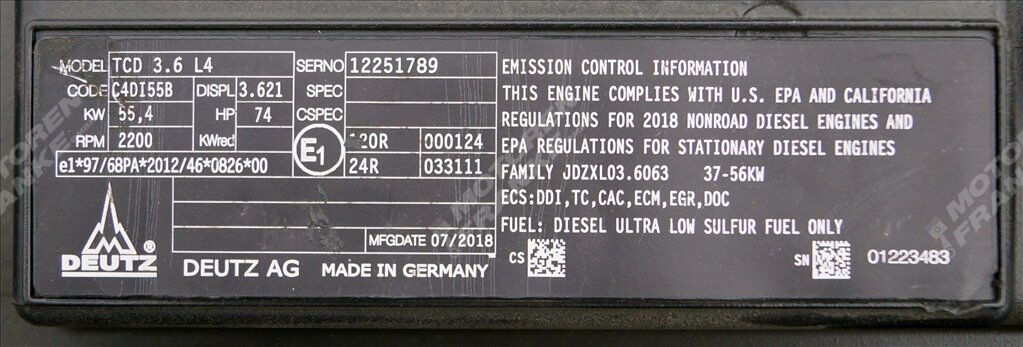 MODEL TCD 3.6 L4
SERNO 12251789
CODE C4DI55B DISPL 3.621
SPEC
KW 55,4 HP 74
CSPEC
RPM 2200 KWred
E1 120R 000124
e1*97/68PA*2012/46*0826*00
24R 033111
MFGDATE 07/2018
DEUTZ ®
DEUTZ AG MADE IN GERMANY
EMISSION CONTROL INFORMATION
THIS ENGINE COMPLIES WITH U.S. EPA AND CALIFORNIA
REGULATIONS FOR 2018 NONROAD DIESEL ENGINES AND
EPA REGULATIONS FOR STATIONARY DIESEL ENGINES
FAMILY JDZXL03.6063 37-56KW
ECS:DDI,TC,CAC,ECM,EGR,DOC
FUEL: DIESEL ULTRA LOW SULFUR FUEL ONLY
CS
SN 01223483